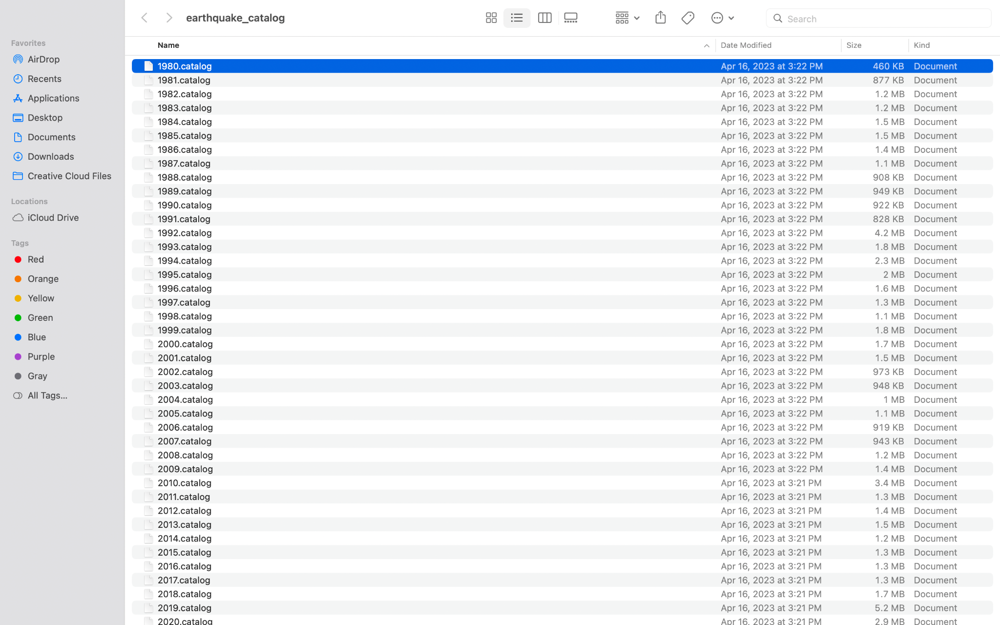 earthquake_catalog
Search
Favorites
AirDrop
Recents
Applications
Desktop
Documents
Downloads
Creative Cloud Files
Locations
iCloud Drive
Tags
Red
Orange
Yellow
Green
Blue
Purple
Gray
All Tags...
Name Date Modified Size Kind
1980.catalog Apr 16, 2023 at 3:22 PM 460 KB Document
1981.catalog Apr 16, 2023 at 3:22 PM 877 KB Document
1982.catalog Apr 16, 2023 at 3:22 PM 1.2 MB Document
1983.catalog Apr 16, 2023 at 3:22 PM 1.2 MB Document
1984.catalog Apr 16, 2023 at 3:22 PM 1.5 MB Document
1985.catalog Apr 16, 2023 at 3:22 PM 1.5 MB Document
1986.catalog Apr 16, 2023 at 3:22 PM 1.4 MB Document
1987.catalog Apr 16, 2023 at 3:22 PM 1.1 MB Document
1988.catalog Apr 16, 2023 at 3:22 PM 908 KB Document
1989.catalog Apr 16, 2023 at 3:22 PM 949 KB Document
1990.catalog Apr 16, 2023 at 3:22 PM 922 KB Document
1991.catalog Apr 16, 2023 at 3:22 PM 828 KB Document
1992.catalog Apr 16, 2023 at 3:22 PM 4.2 MB Document
1993.catalog Apr 16, 2023 at 3:22 PM 1.8 MB Document
1994.catalog Apr 16, 2023 at 3:22 PM 2.3 MB Document
1995.catalog Apr 16, 2023 at 3:22 PM 2 MB Document
1996.catalog Apr 16, 2023 at 3:22 PM 1.6 MB Document
1997.catalog Apr 16, 2023 at 3:22 PM 1.3 MB Document
1998.catalog Apr 16, 2023 at 3:22 PM 1.1 MB Document
1999.catalog Apr 16, 2023 at 3:22 PM 1.8 MB Document
2000.catalog Apr 16, 2023 at 3:22 PM 1.7 MB Document
2001.catalog Apr 16, 2023 at 3:22 PM 1.5 MB Document
2002.catalog Apr 16, 2023 at 3:22 PM 973 KB Document
2003.catalog Apr 16, 2023 at 3:22 PM 948 KB Document
2004.catalog Apr 16, 2023 at 3:22 PM 1 MB Document
2005.catalog Apr 16, 2023 at 3:22 PM 1.1 MB Document
2006.catalog Apr 16, 2023 at 3:22 PM 919 KB Document
2007.catalog Apr 16, 2023 at 3:22 PM 943 KB Document
2008.catalog Apr 16, 2023 at 3:22 PM 1.2 MB Document
2009.catalog Apr 16, 2023 at 3:22 PM 1.4 MB Document
2010.catalog Apr 16, 2023 at 3:21 PM 3.4 MB Document
2011.catalog Apr 16, 2023 at 3:21 PM 1.3 MB Document
2012.catalog Apr 16, 2023 at 3:21 PM 1.4 MB Document
2013.catalog Apr 16, 2023 at 3:21 PM 1.5 MB Document
2014.catalog Apr 16, 2023 at 3:21 PM 1.2 MB Document
2015.catalog Apr 16, 2023 at 3:21 PM 1.3 MB Document
2016.catalog Apr 16, 2023 at 3:21 PM 1.3 MB Document
2017.catalog Apr 16, 2023 at 3:21 PM 1.3 MB Document
2018.catalog Apr 16, 2023 at 3:21 PM 1.7 MB Document
2019.catalog Apr 16, 2023 at 3:21 PM 5.2 MB Document
2020.catalog Apr 16, 2023 at 3:21 PM 2.9 MB Document